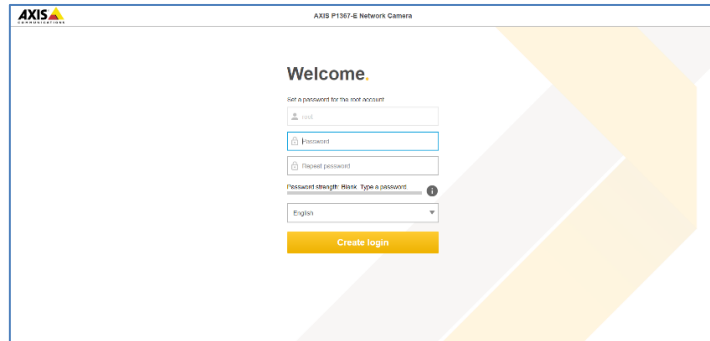 AXIS
COMMUNICATIONS
AXIS P1367-E Network Camera
Welcome.
Set a password for the root account
root
Password
Repeat password
Password strength: Blank. Type a password.
i
English
Create login